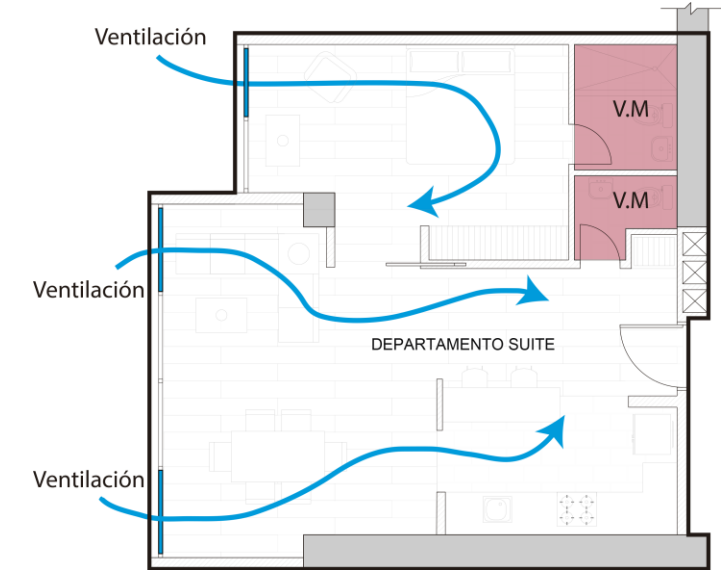 Ventilación
V.M
V.M
Ventilación
DEPARTAMENTO SUITE
Ventilación